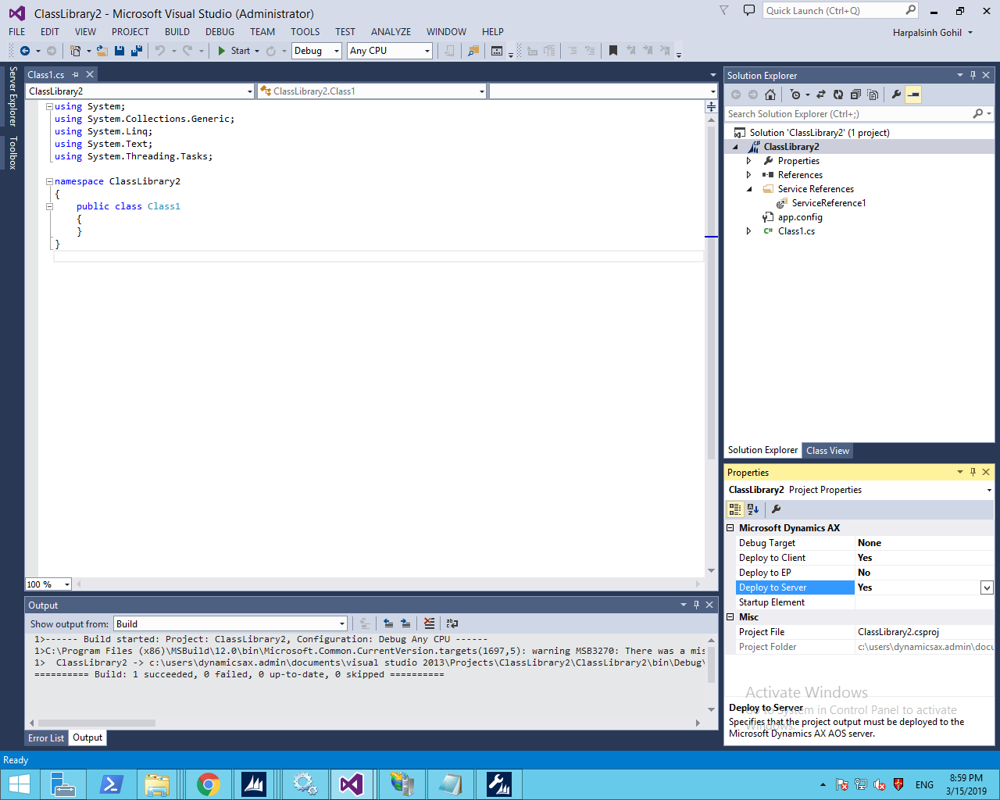 ClassLibrary2 - Microsoft Visual Studio (Administrator)
Quick Launch (Ctrl+Q)
FILE EDIT VIEW PROJECT BUILD DEBUG TEAM TOOLS TEST ANALYZE WINDOW HELP
Harpalsinh Gohil
Start Debug Any CPU
Server Explorer
Toolbox
Class1.cs
ClassLibrary2 ClassLibrary2.Class1
using System;
using System.Collections.Generic;
using System.Linq;
using System.Text;
using System.Threading.Tasks;
namespace ClassLibrary2
{
public class Class1
{
}
}
100 %
Solution Explorer
Search Solution Explorer (Ctrl+;)
Solution 'ClassLibrary2' (1 project)
ClassLibrary2
Properties
References
Service References
ServiceReference1
app.config
C# Class1.cs
Solution Explorer Class View
Properties
ClassLibrary2 Project Properties
Microsoft Dynamics AX
Debug Target None
Deploy to Client Yes
Deploy to EP No
Deploy to Server Yes
Startup Element
Misc
Project File ClassLibrary2.csproj
Project Folder c:\users\dynamicsax.admin\docu
Activate Windows
Go to System in Control Panel to activate
Windows.
Deploy to Server
Specifies that the project output must be deployed to the
Microsoft Dynamics AX AOS server.
Output
Show output from: Build
1>------ Build started: Project: ClassLibrary2, Configuration: Debug Any CPU ------
1>C:\Program Files (x86)\MSBuild\12.0\bin\Microsoft.Common.CurrentVersion.targets(1697,5): warning MSB3270: There was a mis
1>  ClassLibrary2 -> c:\users\dynamicsax.admin\documents\visual studio 2013\Projects\ClassLibrary2\ClassLibrary2\bin\Debug\
========== Build: 1 succeeded, 0 failed, 0 up-to-date, 0 skipped ==========
Error List Output
Ready
ENG
8:59 PM
3/15/2019